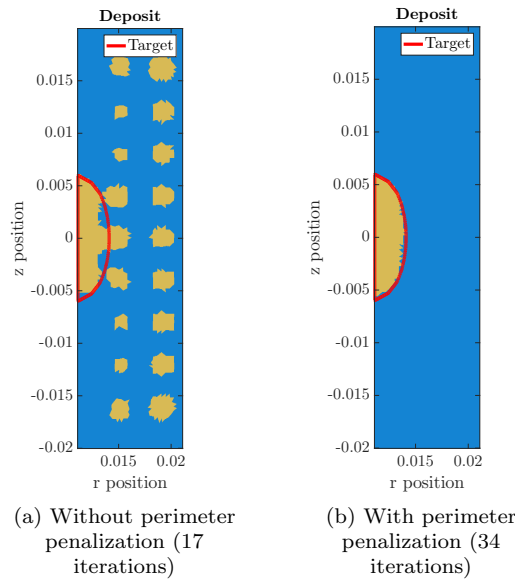 Deposit
Target
0.015
0.01
0.005
0
-0.005
-0.01
-0.015
-0.02
z position
0.015 0.02
r position
(a) Without perimeter
penalization (17
iterations)
Deposit
Target
0.015
0.01
0.005
0
-0.005
-0.01
-0.015
-0.02
z position
0.015 0.02
r position
(b) With perimeter
penalization (34
iterations)